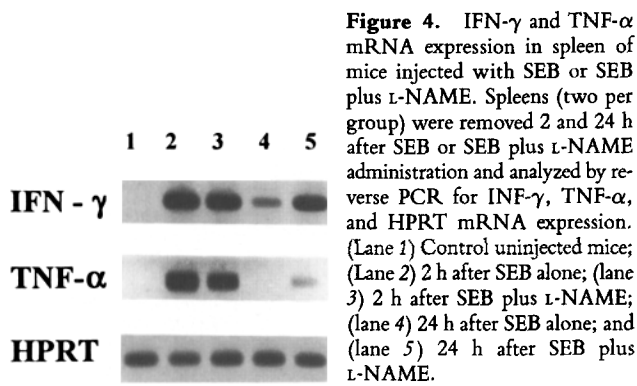 1 2 3 4 5
IFN - γ
TNF-α
HPRT
Figure 4. IFN-γ and TNF-α
mRNA expression in spleen of
mice injected with SEB or SEB
plus L-NAME. Spleens (two per
group) were removed 2 and 24 h
after SEB or SEB plus L-NAME
administration and analyzed by re-
verse PCR for INF-γ, TNF-α,
and HPRT mRNA expression.
(Lane 1) Control uninjected mice;
(Lane 2) 2 h after SEB alone; (lane
3) 2 h after SEB plus L-NAME;
(lane 4) 24 h after SEB alone; and
(lane 5) 24 h after SEB plus
L-NAME.